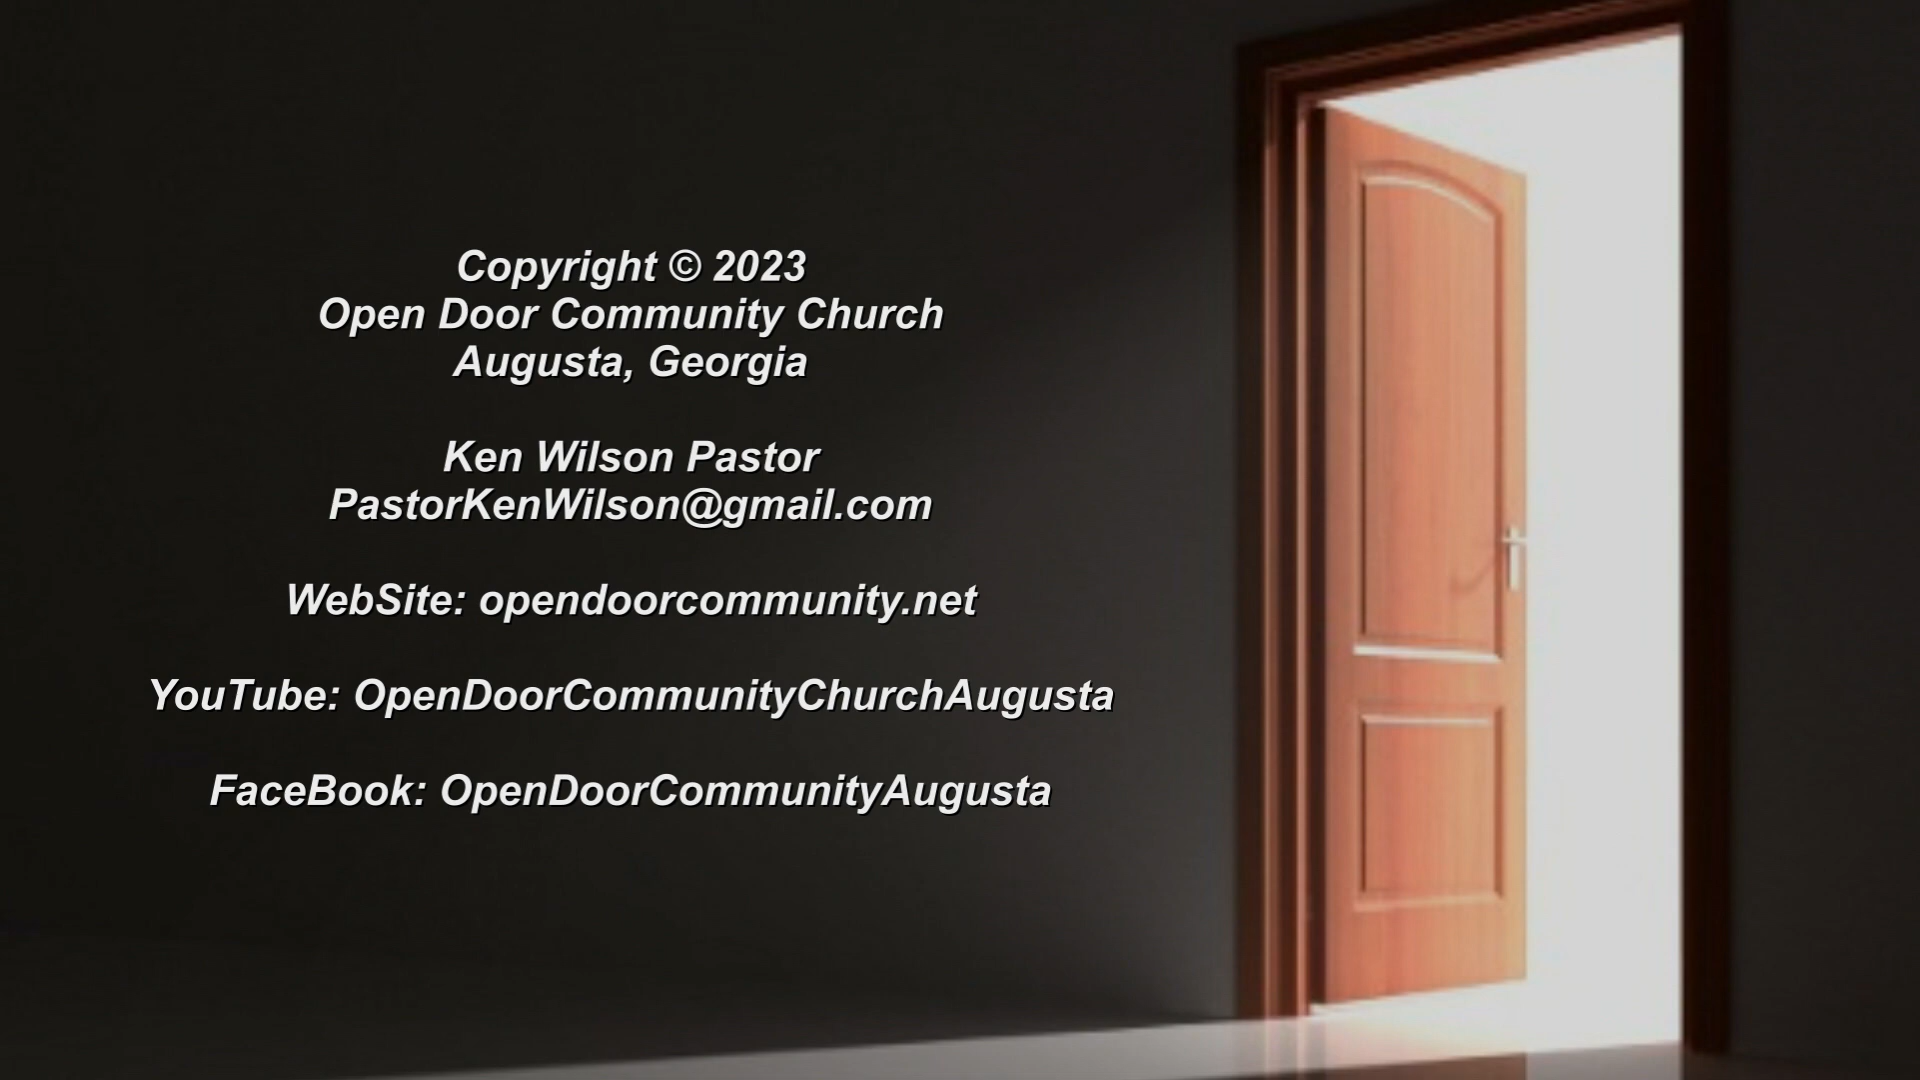 Copyright © 2023
Open Door Community Church
Augusta, Georgia
Ken Wilson Pastor
PastorKenWilson@gmail.com
WebSite: opendoorcommunity.net
YouTube: OpenDoorCommunityChurchAugusta
FaceBook: OpenDoorCommunityAugusta